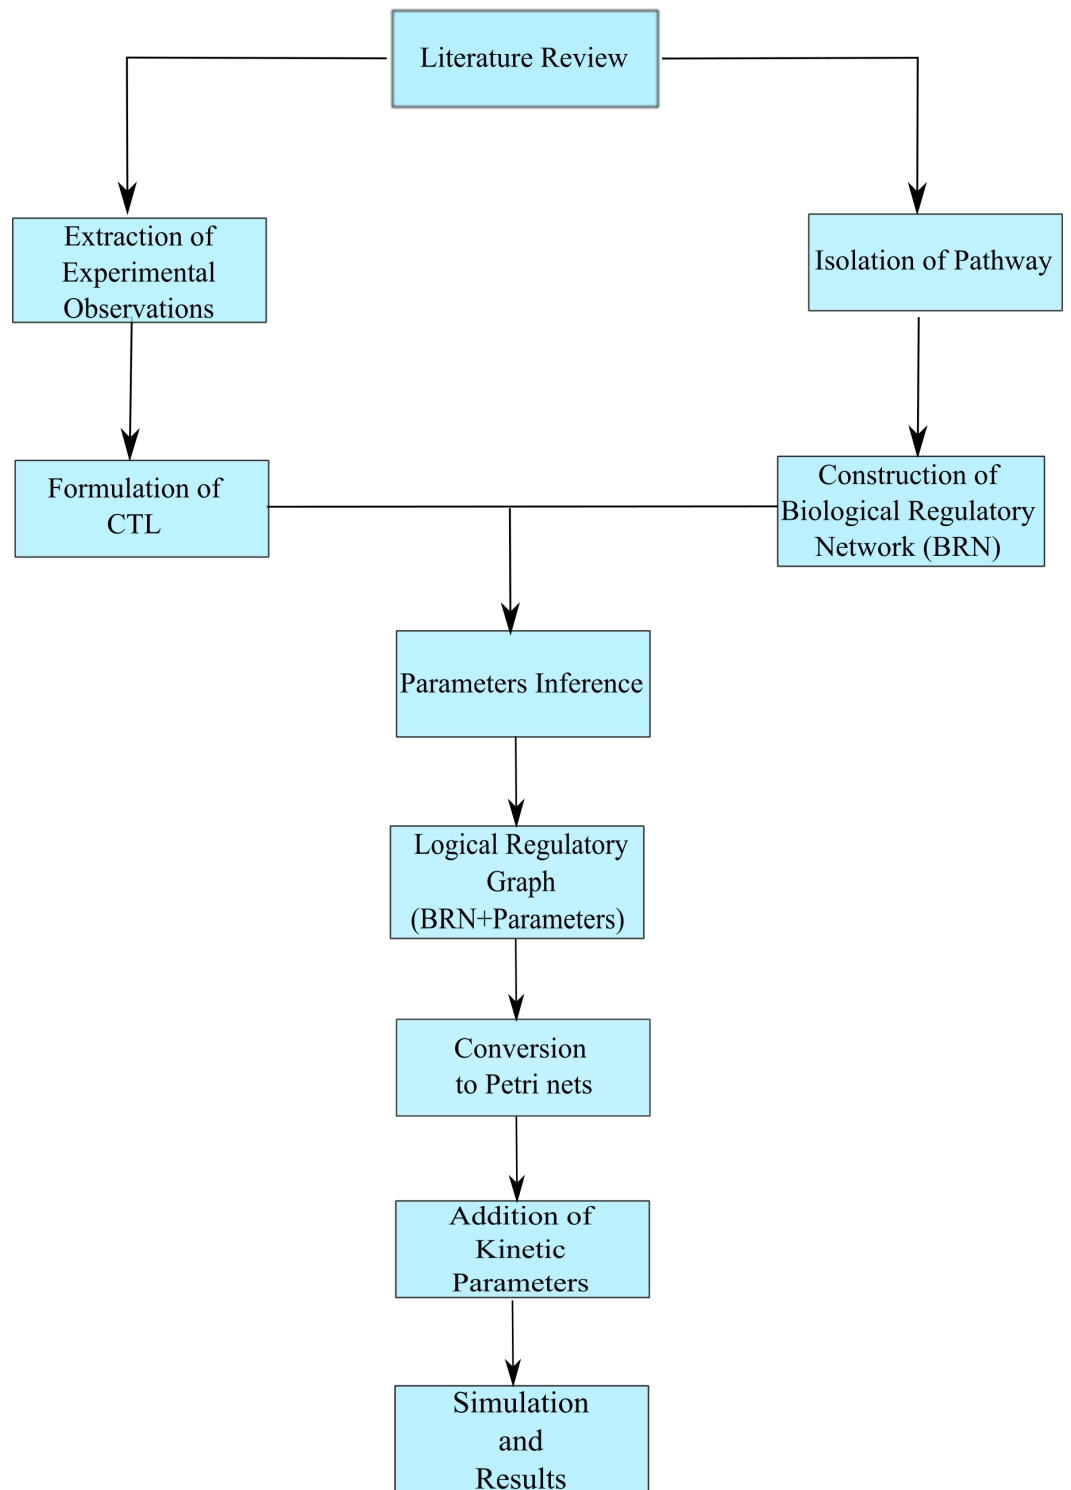 Literature Review
Extraction of
Experimental
Observations
Isolation of Pathway
Formulation of
CTL
Construction of
Biological Regulatory
Network (BRN)
Parameters Inference
Logical Regulatory
Graph
(BRN+Parameters)
Conversion
to Petri nets
Addition of
Kinetic
Parameters
Simulation
and
Results